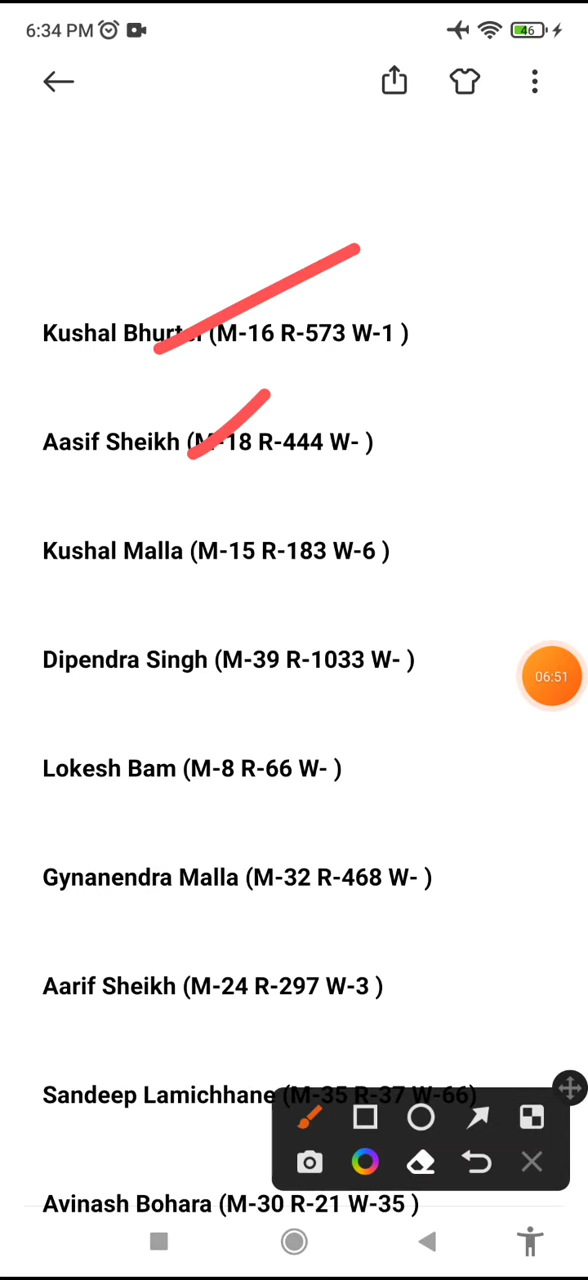 6:34 PM
46
Kushal Bhurtel (M-16 R-573 W-1 )
Aasif Sheikh (M-18 R-444 W- )
Kushal Malla (M-15 R-183 W-6 )
Dipendra Singh (M-39 R-1033 W- )
06:51
Lokesh Bam (M-8 R-66 W- )
Gynanendra Malla (M-32 R-468 W- )
Aarif Sheikh (M-24 R-297 W-3 )
Sandeep Lamichhane (M-35 R-37 W-66)
Avinash Bohara (M-30 R-21 W-35 )